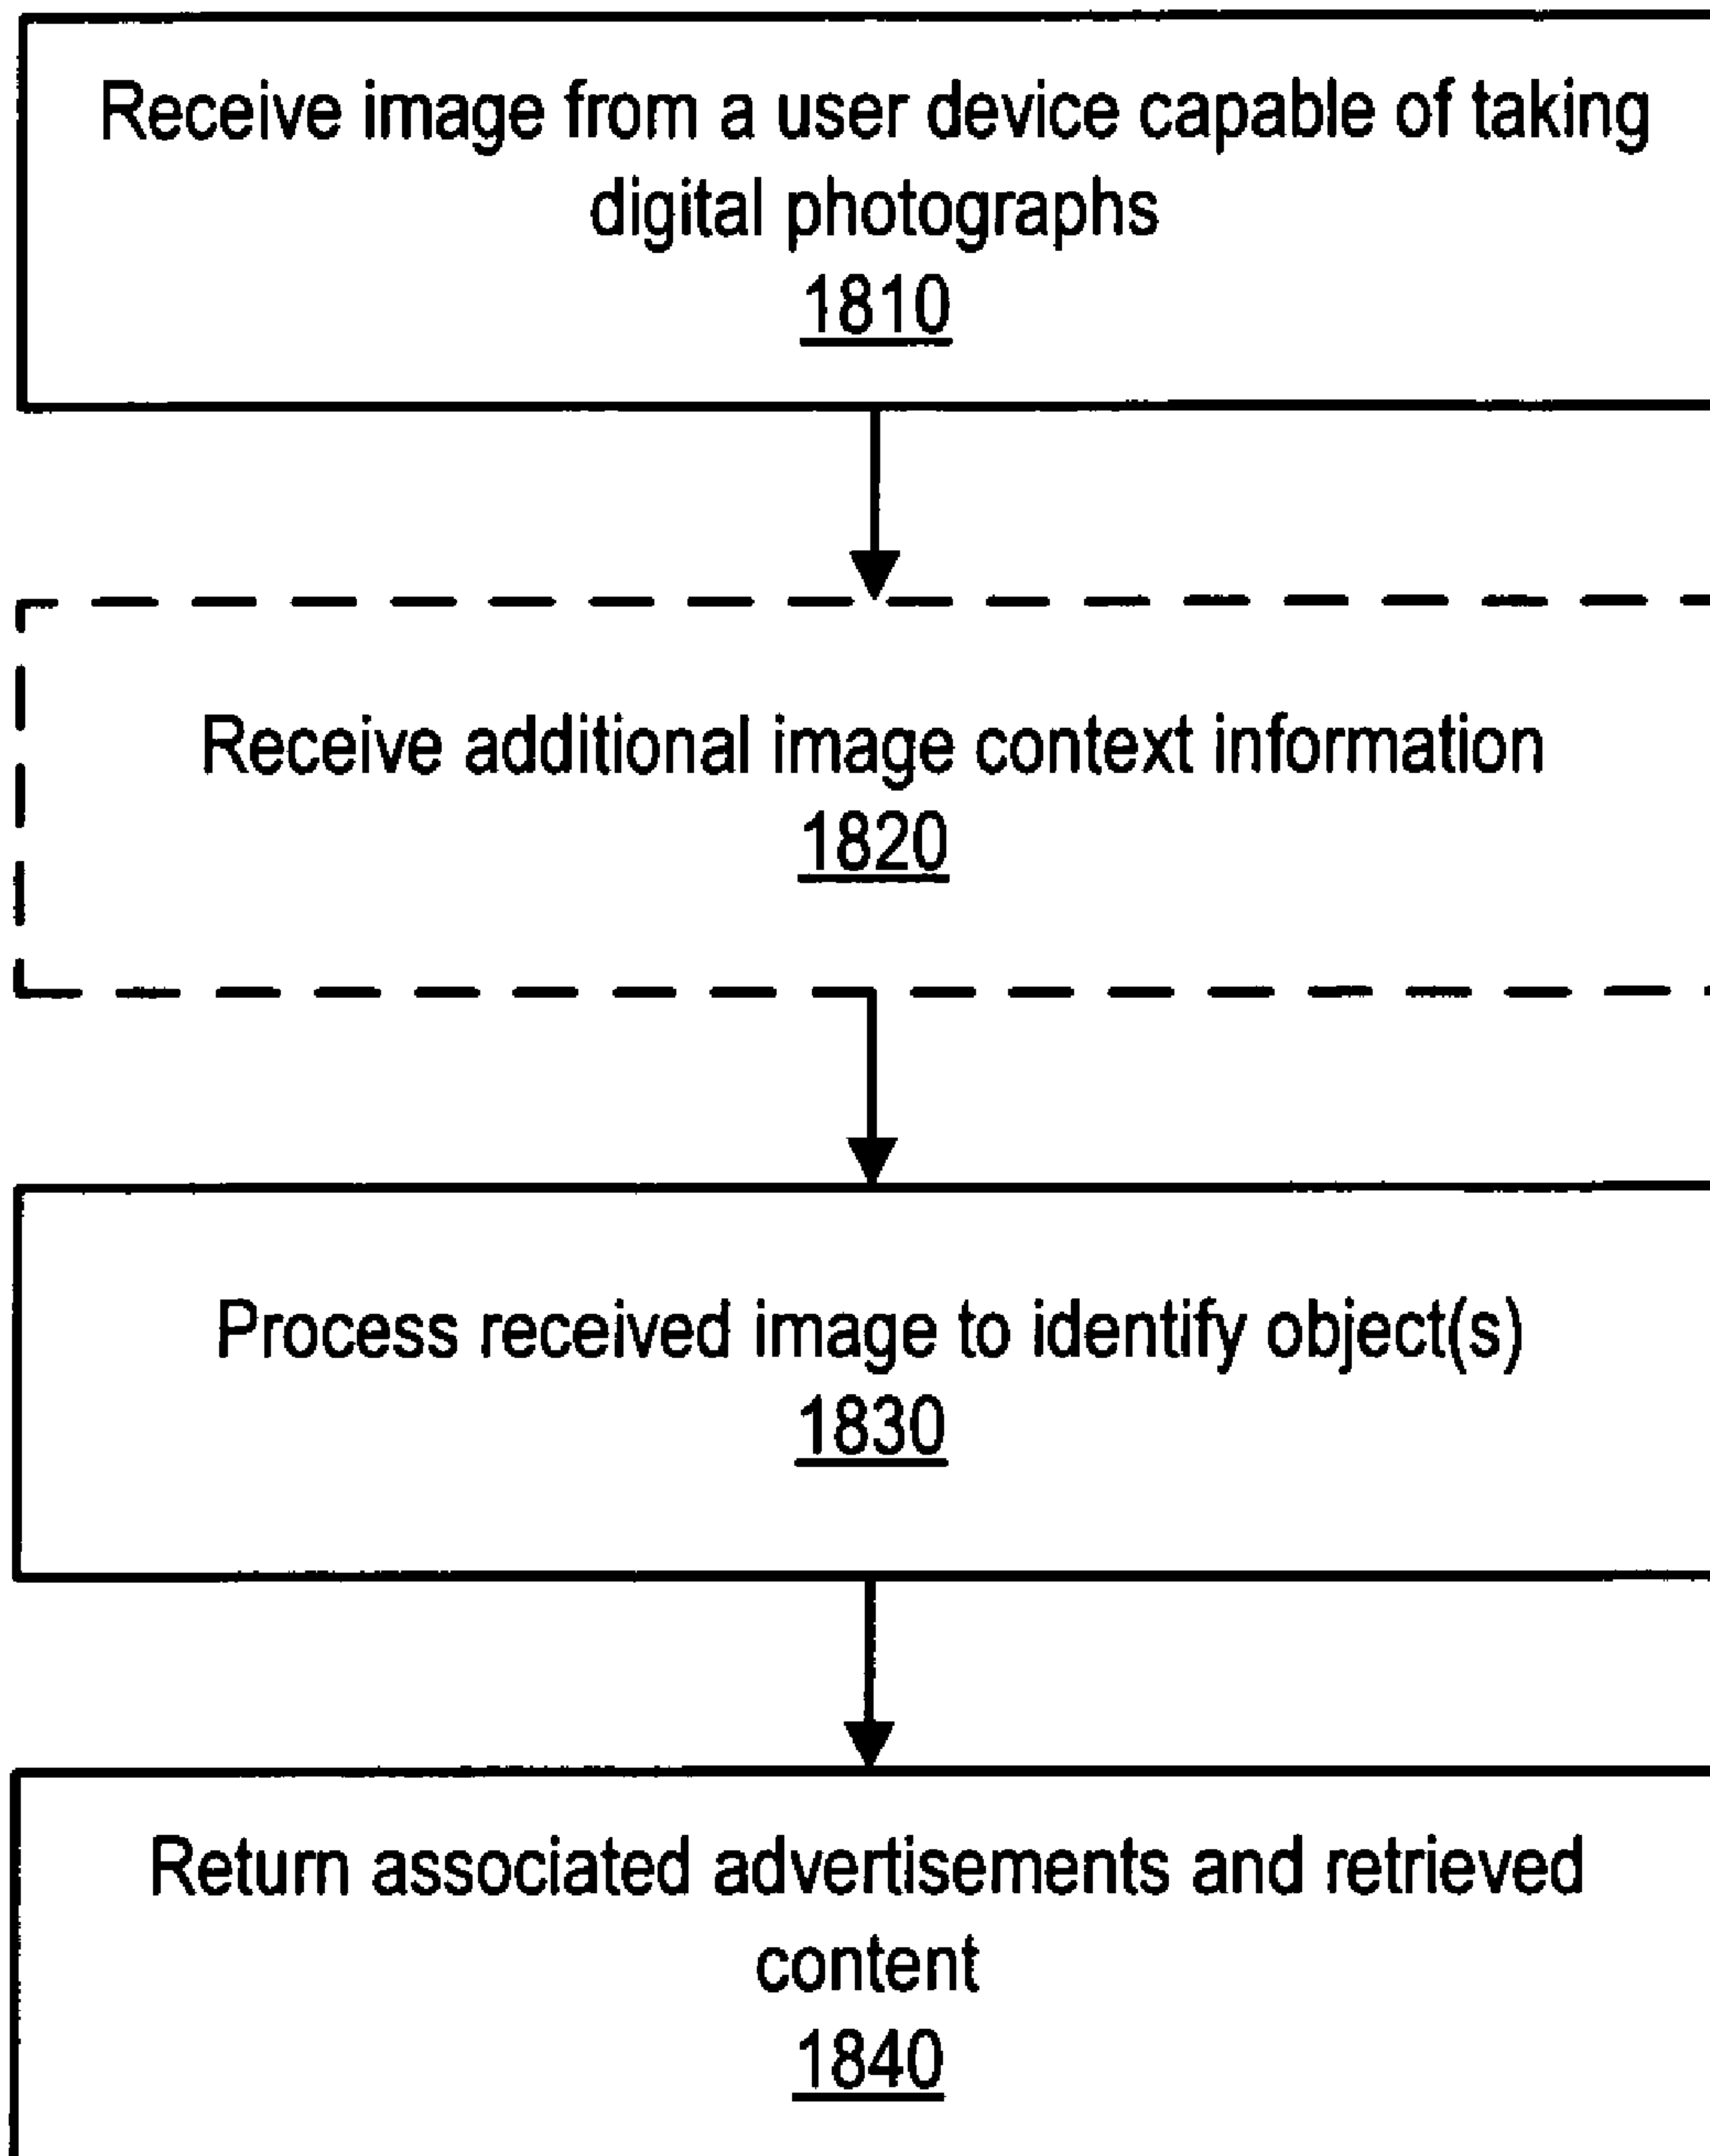 Receive image from a user device capable of taking
digital photographs
1810
Receive additional image context information
1820
Process received image to identify object(s)
1830
Return associated advertisements and retrieved
content
1840